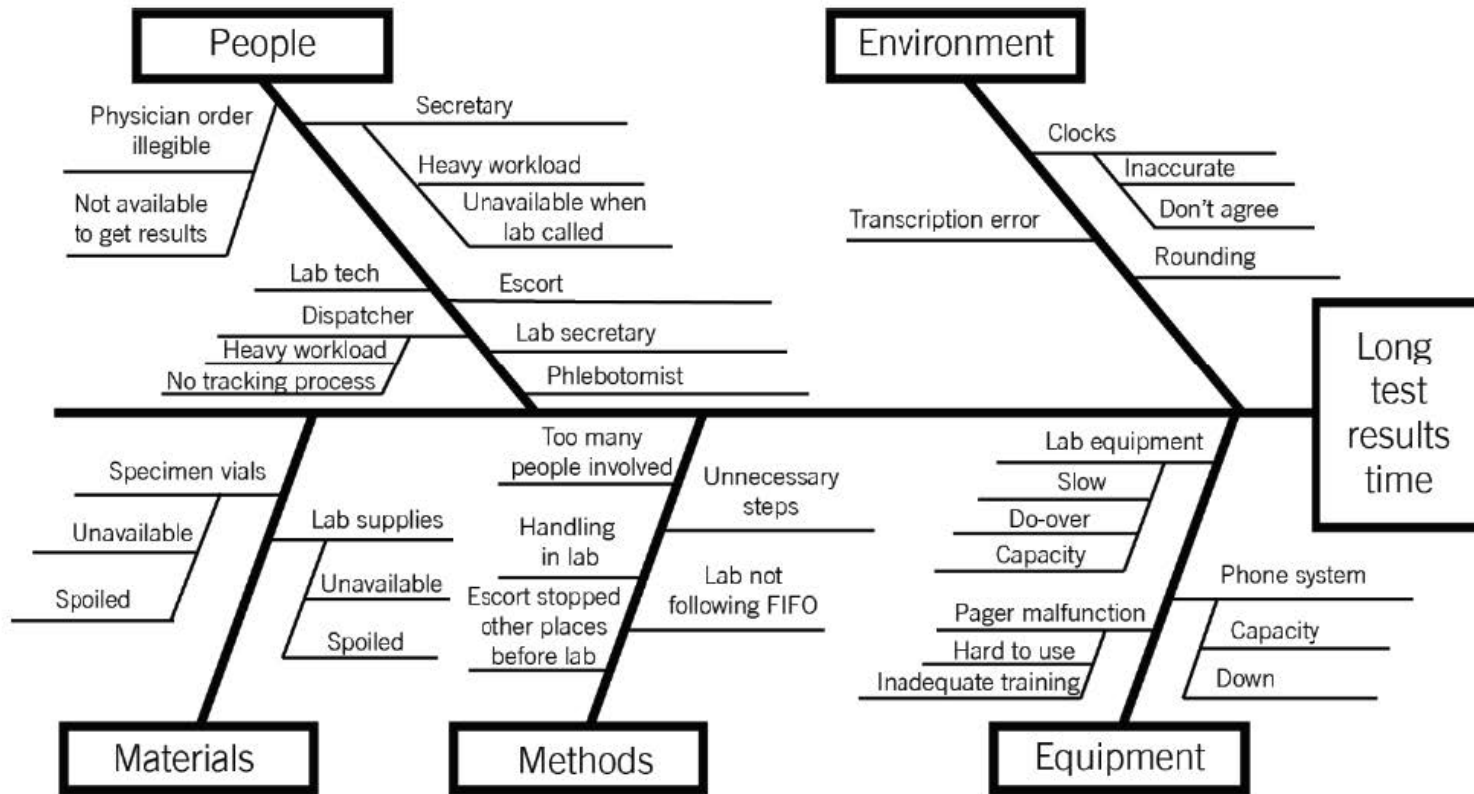 People
Environment
Physician order
illegible
Not available
to get results
Secretary
Heavy workload
Unavailable when
lab called
Lab tech
Dispatcher
Heavy workload
No tracking process
Escort
Lab secretary
Phlebotomist
Clocks
Inaccurate
Don't agree
Transcription error
Rounding
Long
test
results
time
Specimen vials
Unavailable
Spoiled
Lab supplies
Unavailable
Spoiled
Too many
people involved
Handling
in lab
Escort stopped
other places
before lab
Unnecessary
steps
Lab not
following FIFO
Lab equipment
Slow
Do-over
Capacity
Pager malfunction
Hard to use
Inadequate training
Phone system
Capacity
Down
Materials
Methods
Equipment